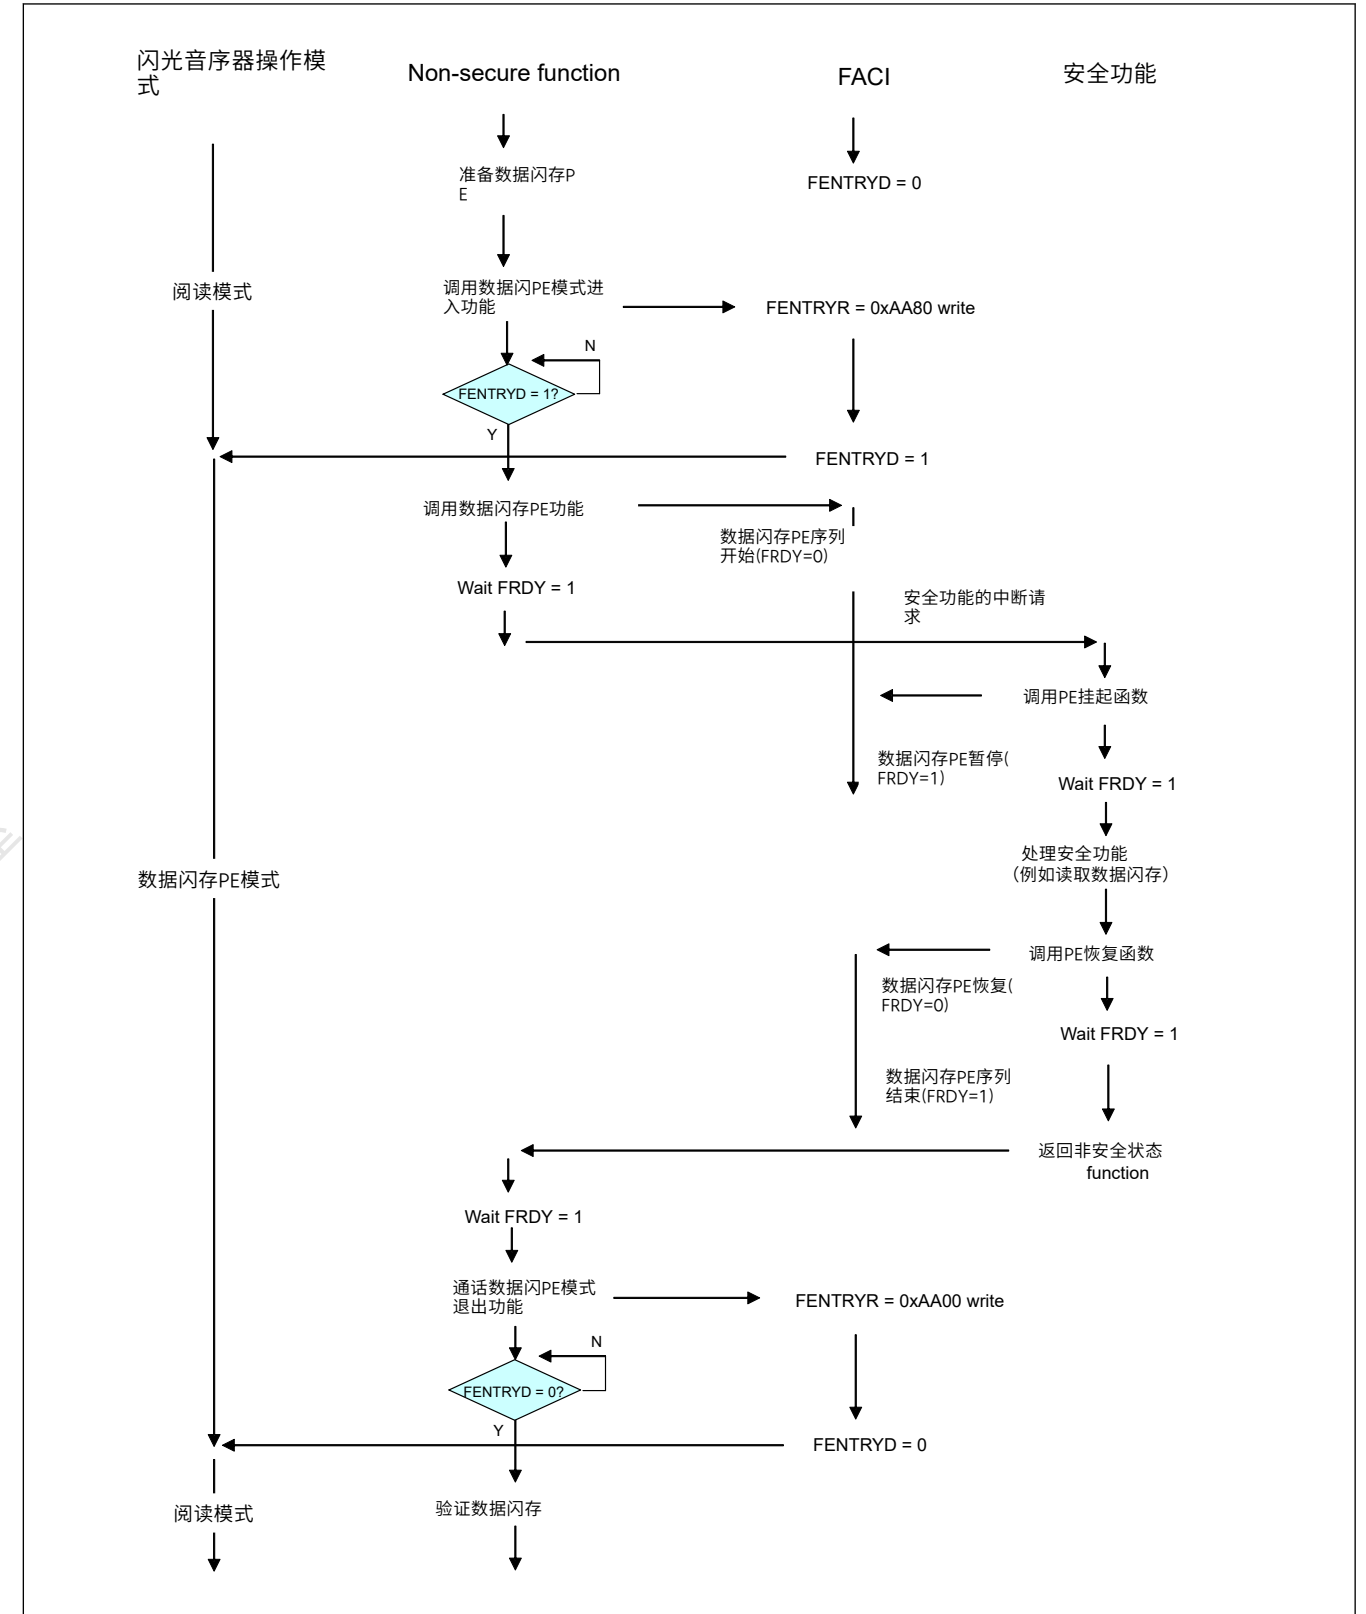 闪光音序器操作模
式
Non-secure function
FACI
安全功能
准备数据闪存P
E
FENTRYD = 0
阅读模式
调用数据闪PE模式进
入功能
FENTRYR = 0xAA80 write
N
FENTRYD = 1?
Y
FENTRYD = 1
调用数据闪存PE功能
数据闪存PE序列
开始(FRDY=0)
Wait FRDY = 1
安全功能的中断请
求
调用PE挂起函数
数据闪存PE暂停(
FRDY=1)
Wait FRDY = 1
处理安全功能
（例如读取数据闪存）
数据闪存PE模式
调用PE恢复函数
数据闪存PE恢复(
FRDY=0)
Wait FRDY = 1
数据闪存PE序列
结束(FRDY=1)
返回非安全状态
function
Wait FRDY = 1
通话数据闪PE模式
退出功能
FENTRYR = 0xAA00 write
N
FENTRYD = 0?
Y
FENTRYD = 0
阅读模式
验证数据闪存